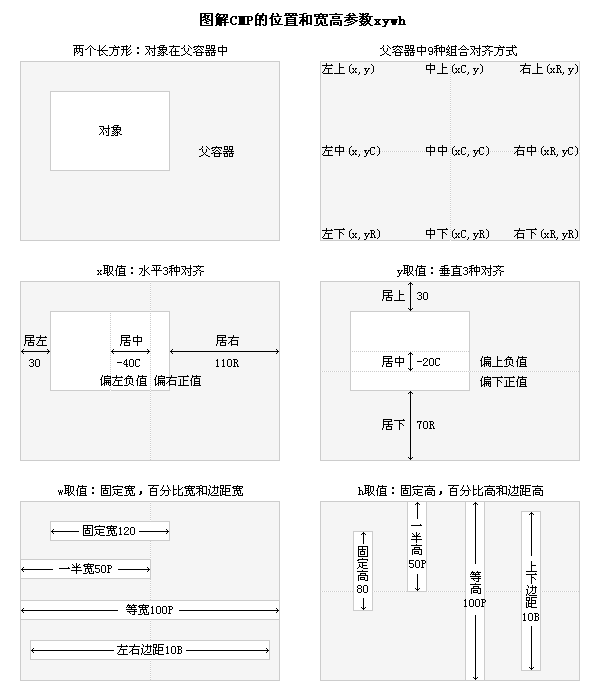 图解CMP的位置和宽高参数xywh
两个长方形：对象在父容器中
对象
父容器
父容器中9种组合对齐方式
左上(x,y) 中上(xC,y) 右上(xR,y)
左中(x,yC) 中中(xC,yC) 右中(xR,yC)
左下(x,yR) 中下(xC,yR) 右下(xR,yR)
x取值：水平3种对齐
居左 居中 居右
30 -40C 110R
偏左负值 偏右正值
y取值：垂直3种对齐
居上 30
居中 -20C 偏上负值
偏下正值
居下 70R
w取值：固定宽，百分比宽和边距宽
固定宽120
一半宽50P
等宽100P
左右边距10B
h取值：固定高，百分比高和边距高
固定高80
一半高50P
等高100P
上下边距10B